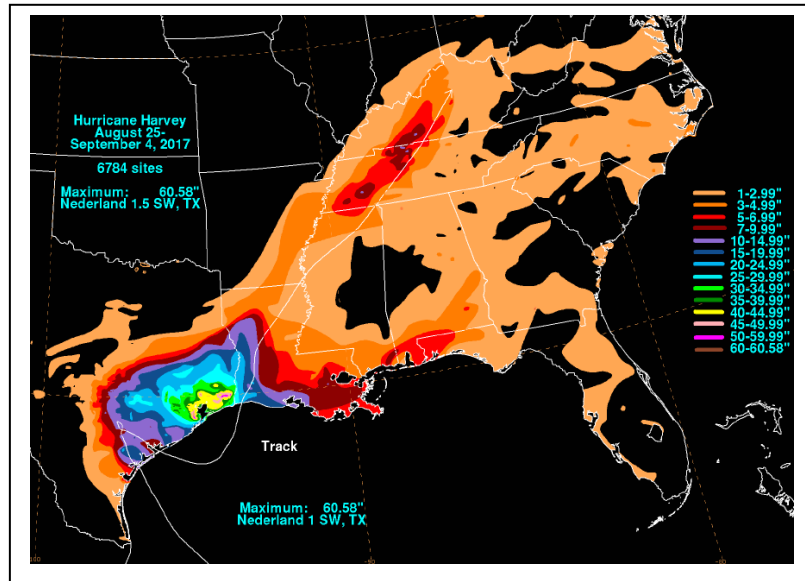 Hurricane Harvey
August 25-
September 4, 2017
6784 sites
Maximum: 60.58"
Nederland 1.5 SW, TX
1-2.99"
3-4.99"
5-6.99"
7-9.99"
10-14.99"
15-19.99"
20-24.99"
25-29.99"
30-34.99"
35-39.99"
40-44.99"
45-49.99"
50-59.99"
60-60.58"
Track
Maximum: 60.58"
Nederland 1 SW, TX
-90
-80